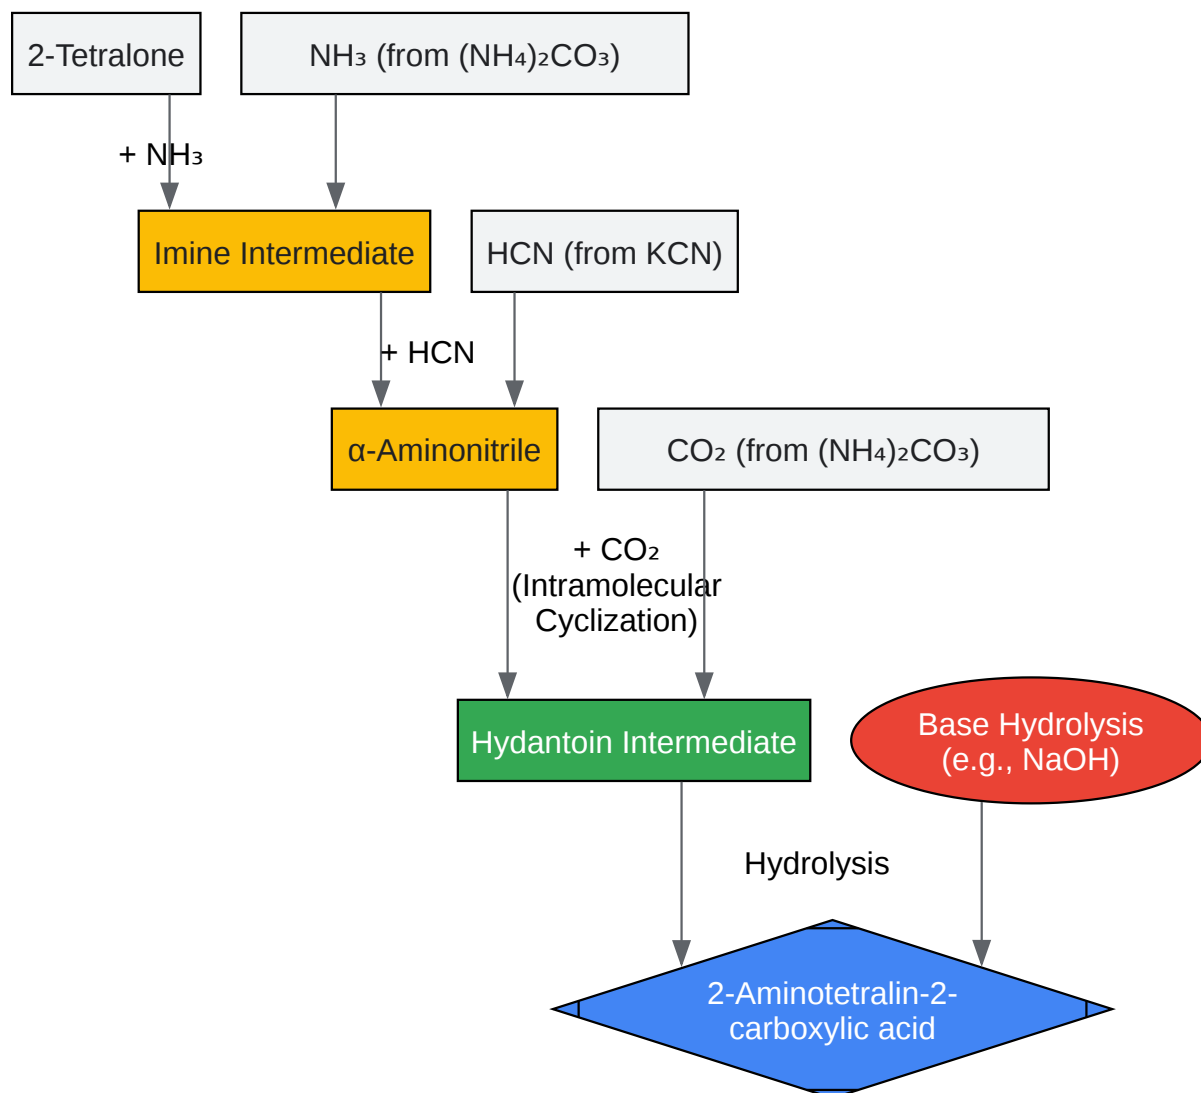 2-Tetralone
NH₃ (from (NH₄)₂CO₃)
+ NH₃
Imine Intermediate
HCN (from KCN)
+ HCN
α-Aminonitrile
CO₂ (from (NH₄)₂CO₃)
+ CO₂
(Intramolecular
Cyclization)
Hydantoin Intermediate
Base Hydrolysis
(e.g., NaOH)
Hydrolysis
2-Aminotetralin-2-
carboxylic acid